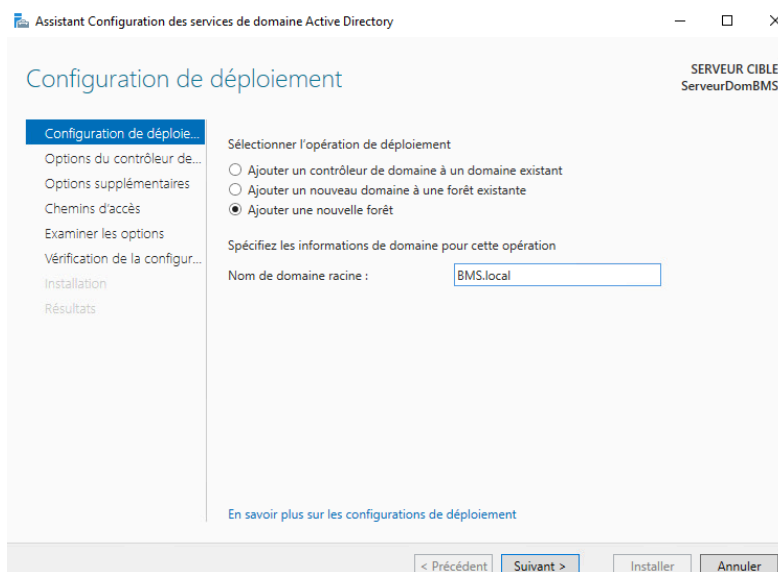 Assistant Configuration des services de domaine Active Directory
Configuration de déploiement
SERVEUR CIBLE
ServeurDomBMS
Configuration de déploie...
Options du contrôleur de...
Options supplémentaires
Chemins d'accès
Examiner les options
Vérification de la configur...
Installation
Résultats
Sélectionner l'opération de déploiement
Ajouter un contrôleur de domaine à un domaine existant
Ajouter un nouveau domaine à une forêt existante
Ajouter une nouvelle forêt
Spécifiez les informations de domaine pour cette opération
Nom de domaine racine : BMS.local
En savoir plus sur les configurations de déploiement
< Précédent Suivant > Installer Annuler